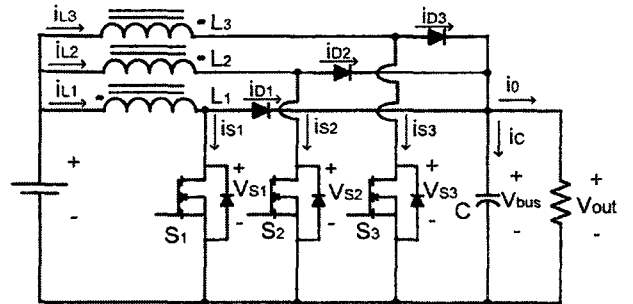 iL3 L3 iD3
iL2 L2 iD2
iL1 L1 iD1 i0
iS1 iS2 iS3 iC
+ + + + + +
VS1 VS2 VS3 Vbus Vout
- - - - - -
S1 S2 S3 C